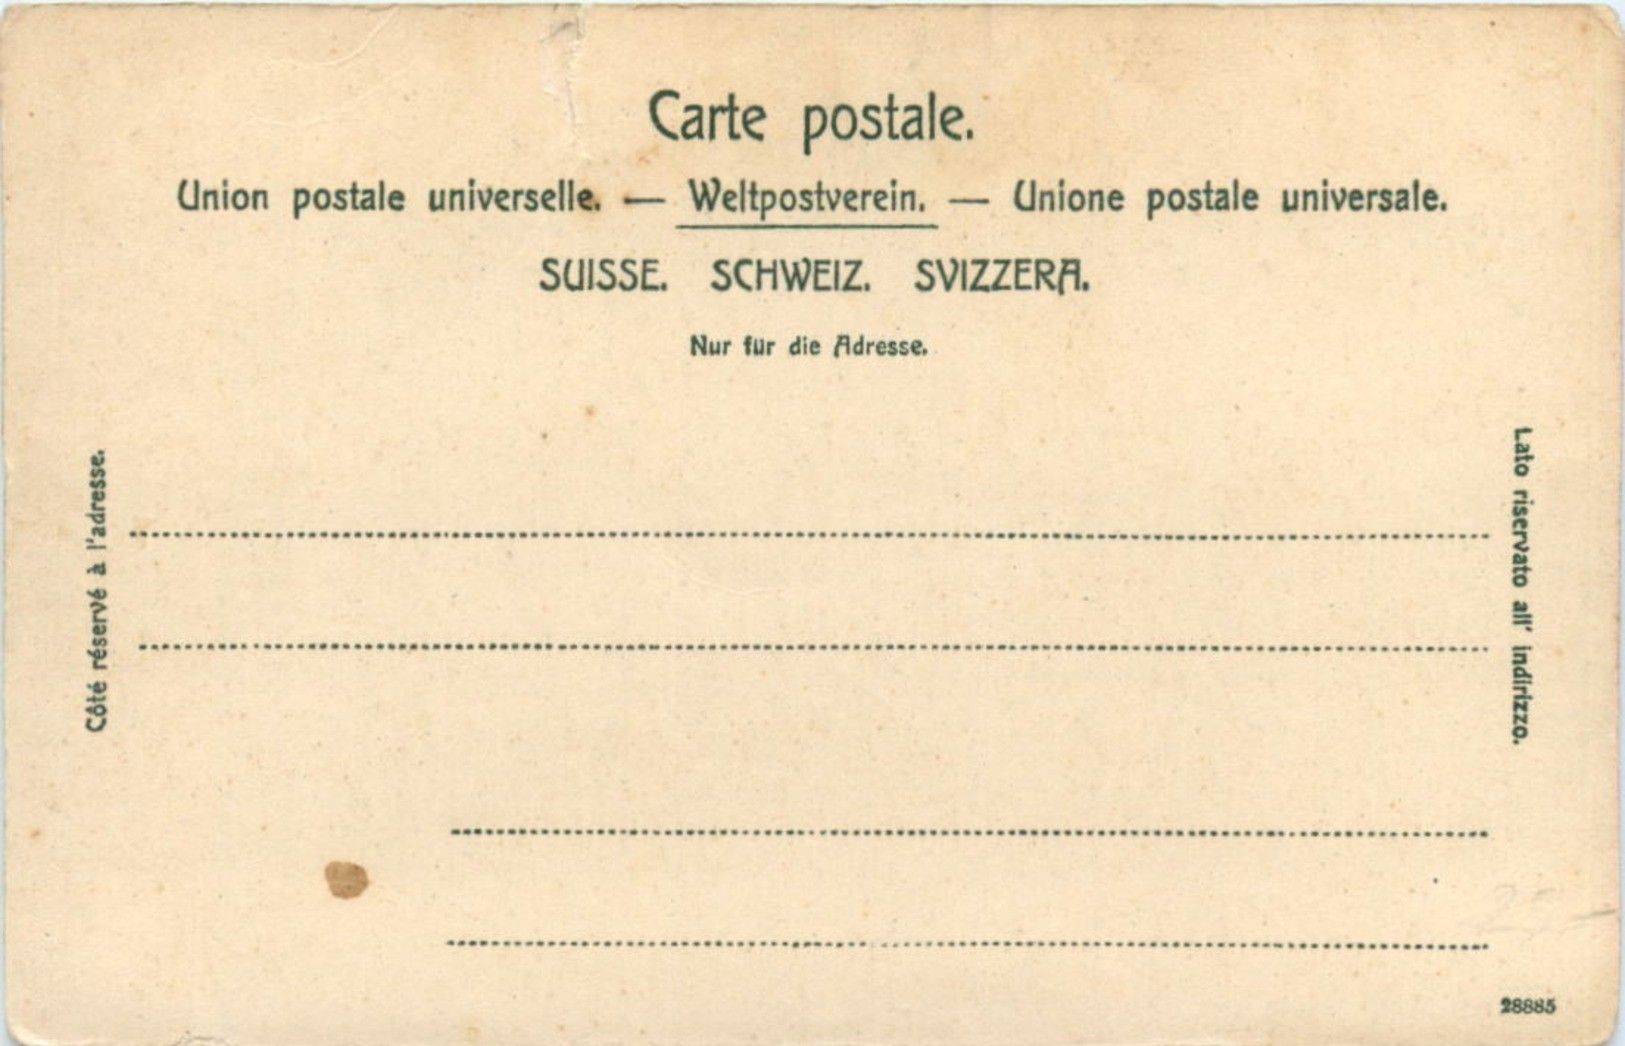 Carte postale.
Union postale universelle. — Weltpostverein. — Unione postale universale.
SUISSE. SCHWEIZ. SVIZZERA.
Nur für die Adresse.
Côté réservé à l'adresse.
Lato riservato all' indirizzo.
28885